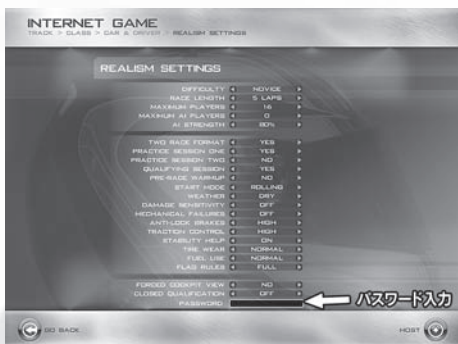 INTERNET GAME
TRACK > CLASS > CAR & DRIVER > REALISM SETTINGS
REALISM SETTINGS
DIFFICULTY NOVICE
RACE LENGTH 5 LAPS
MAXIMUM PLAYERS 16
MAXIMUM AI PLAYERS 0
AI STRENGTH 80%
TWO RACE FORMAT YES
PRACTICE SESSION ONE YES
PRACTICE SESSION TWO NO
QUALIFYING SESSION YES
PRE-RACE WARMUP NO
START MODE ROLLING
WEATHER DRY
DAMAGE SENSITIVITY OFF
MECHANICAL FAILURES OFF
ANTI-LOCK BRAKES HIGH
TRACTION CONTROL HIGH
STABILITY HELP ON
TIRE WEAR NORMAL
FUEL USE NORMAL
FLAG RULES FULL
FORCED COCKPIT VIEW NO
CLOSED QUALIFICATION OFF
PASSWORD パスワード入力
GO BACK HOST